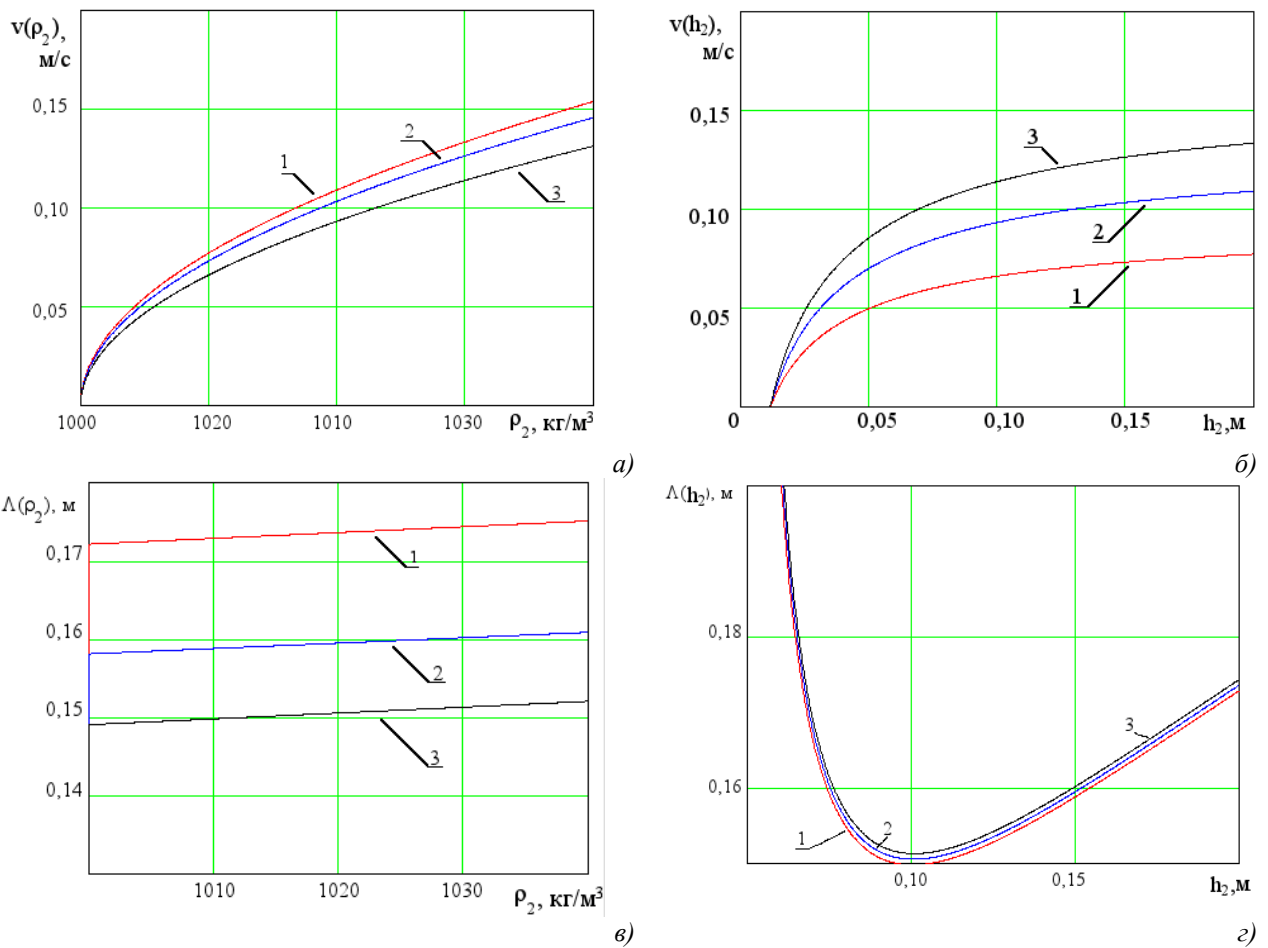 v(ρ₂),
м/с
0,15
0,10
0,05
1
2
3
1000
1020
1010
1030
ρ₂, кг/м³
а)
v(h₂),
м/с
0,15
0,10
0,05
3
2
1
0
0,05
0,10
0,15
h₂,м
б)
Λ(ρ₂), м
0,17
0,16
0,15
0,14
1
2
3
1010
1020
1030
ρ₂, кг/м³
в)
Λ(h₂), м
0,18
0,16
3
2
1
0,10
0,15
h₂,м
г)